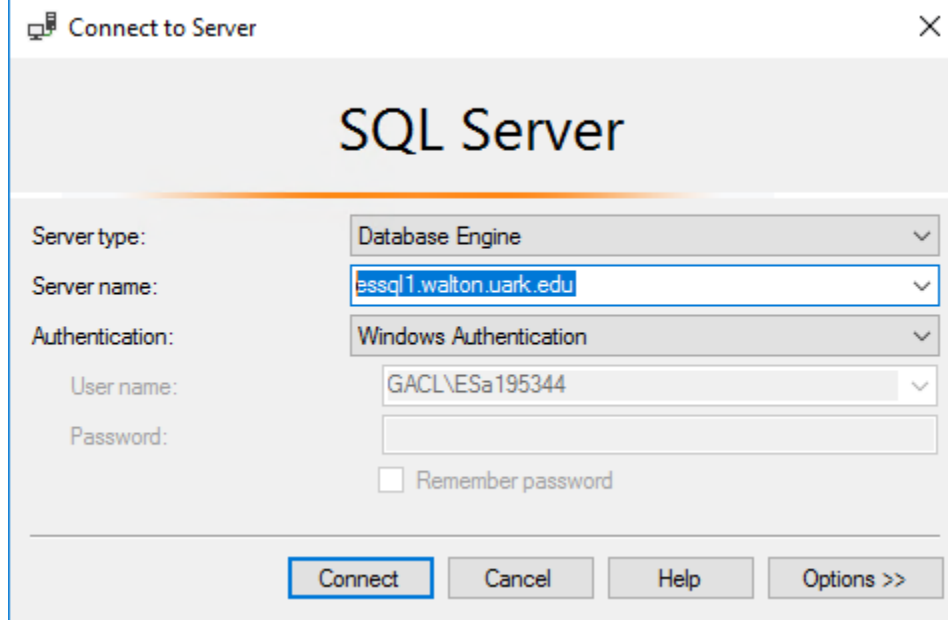 Connect to Server
SQL Server
Server type: Database Engine
Server name: essql1.walton.uark.edu
Authentication: Windows Authentication
User name: GACL\ESa195344
Password:
Remember password
Connect Cancel Help Options >>